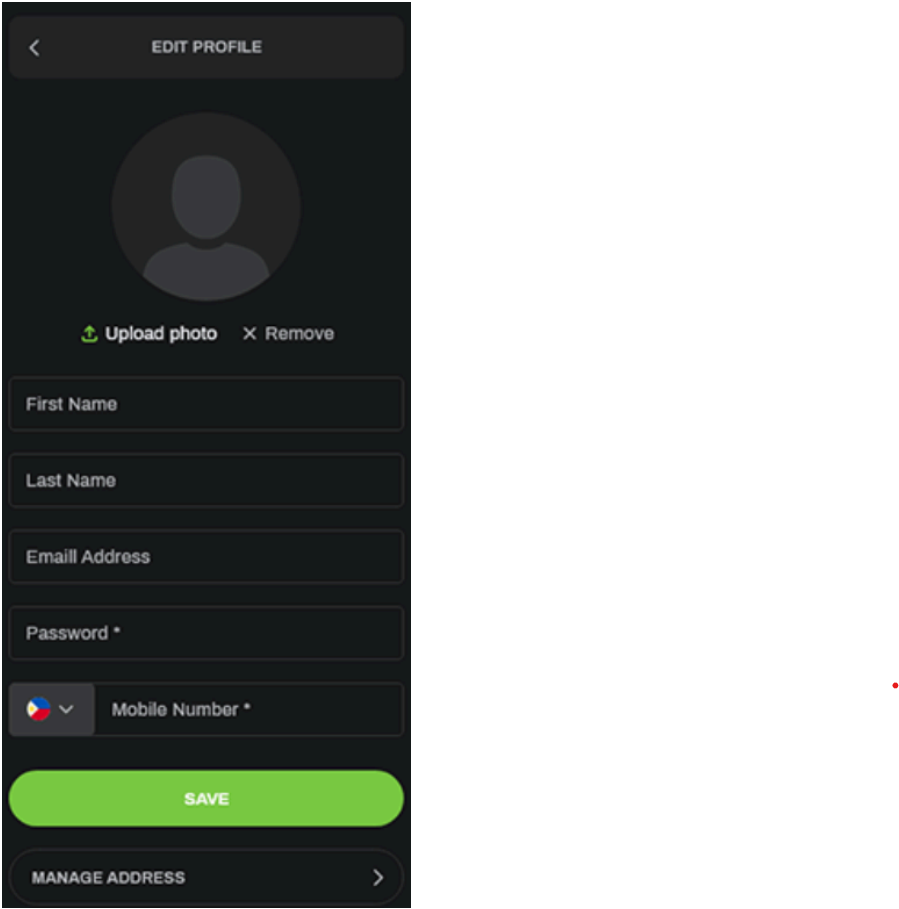 EDIT PROFILE
Upload photo Remove
First Name
Last Name
Emaill Address
Password *
Mobile Number *
SAVE
MANAGE ADDRESS